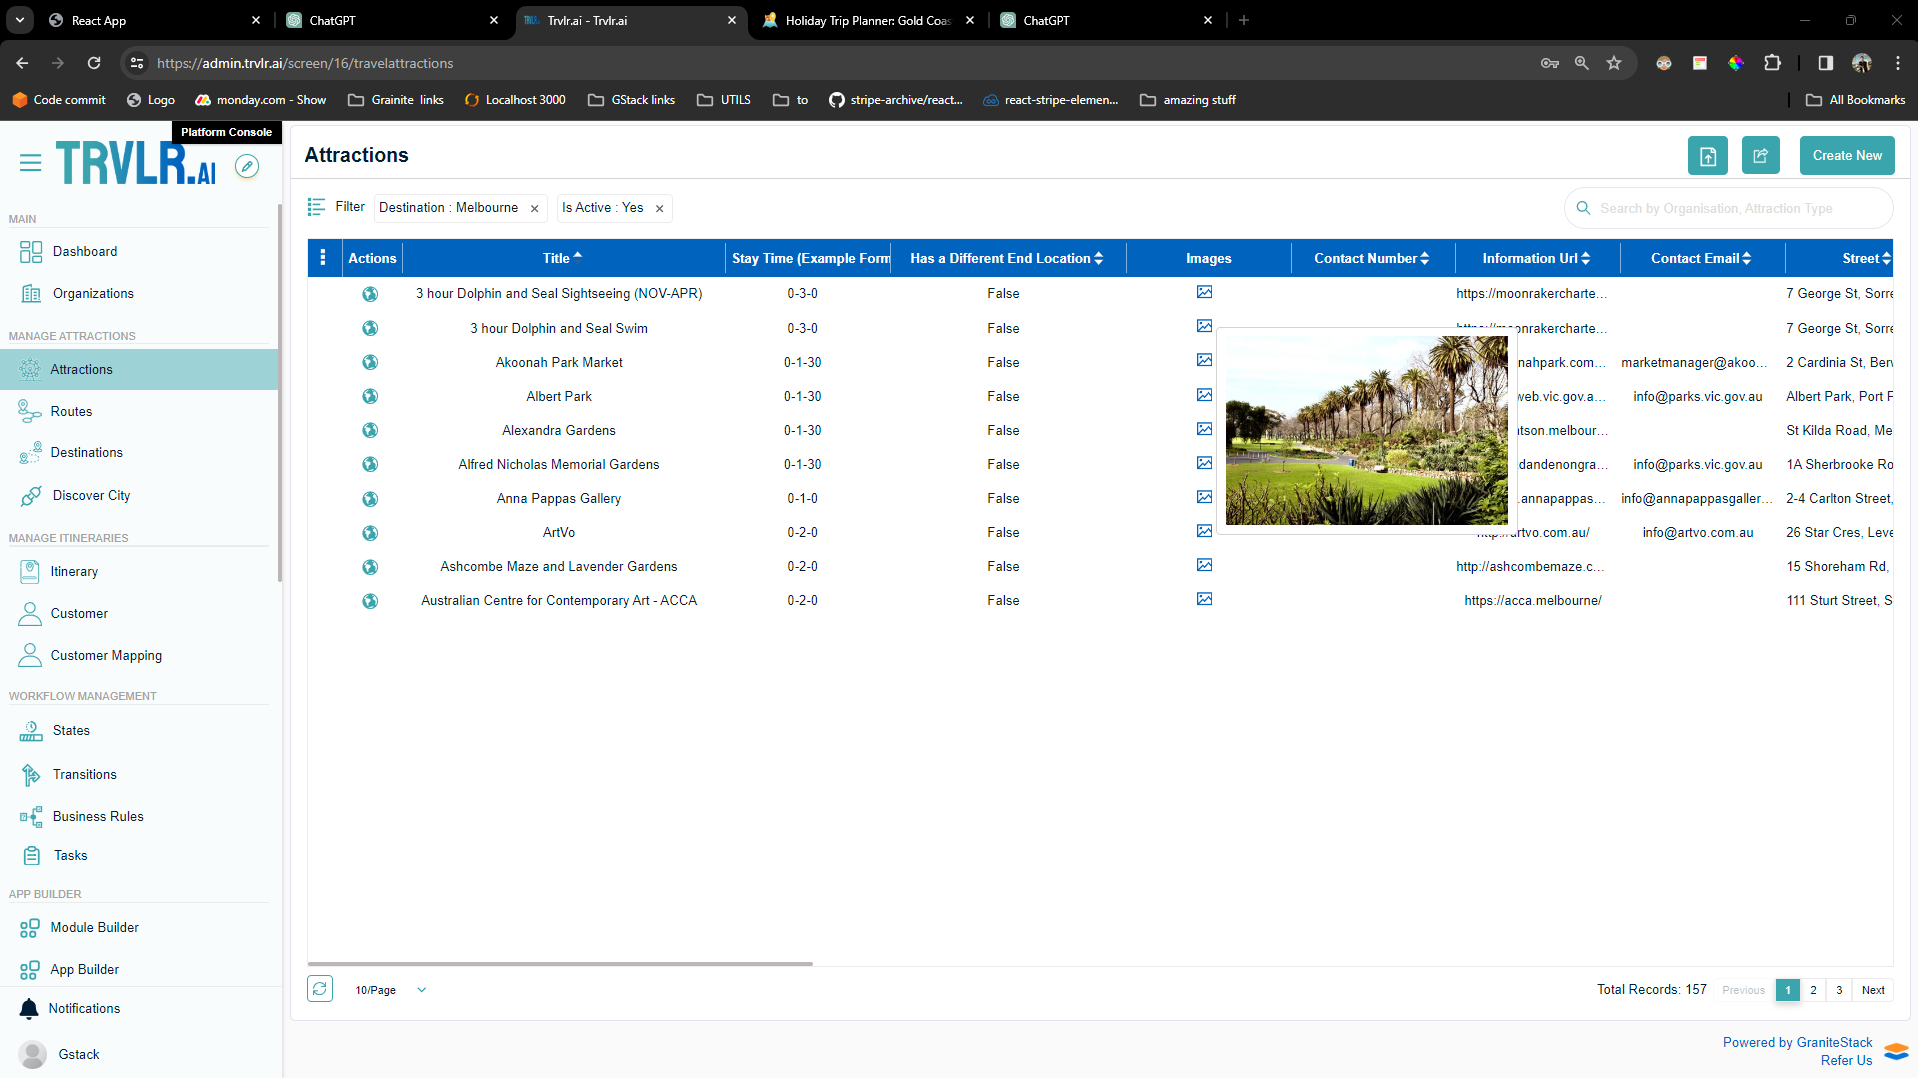 React App
ChatGPT
Trvlr.ai - Trvlr.ai
Holiday Trip Planner: Gold Coas
ChatGPT
https://admin.trvlr.ai/screen/16/travelattractions
Code commit
Logo
monday.com - Show
Grainite links
Localhost 3000
GStack links
UTILS
to
stripe-archive/react...
react-stripe-elemen...
amazing stuff
All Bookmarks
Platform Console
TRVLR.AI
MAIN
Dashboard
Organizations
MANAGE ATTRACTIONS
Attractions
Routes
Destinations
Discover City
MANAGE ITINERARIES
Itinerary
Customer
Customer Mapping
WORKFLOW MANAGEMENT
States
Transitions
Business Rules
Tasks
APP BUILDER
Module Builder
App Builder
Notifications
Gstack
Attractions
Create New
Filter
Destination : Melbourne
Is Active : Yes
Search by Organisation, Attraction Type
Actions Title Stay Time (Example Form Has a Different End Location Images Contact Number Information Url Contact Email Street
3 hour Dolphin and Seal Sightseeing (NOV-APR) 0-3-0 False https://moonrakercharte... 7 George St, Sorre
3 hour Dolphin and Seal Swim 0-3-0 False https://moonrakercharte... 7 George St, Sorre
Akoonah Park Market 0-1-30 False nahpark.com... marketmanager@akoo... 2 Cardinia St, Berw
Albert Park 0-1-30 False web.vic.gov.a... info@parks.vic.gov.au Albert Park, Port P
Alexandra Gardens 0-1-30 False ntson.melbour... St Kilda Road, Me
Alfred Nicholas Memorial Gardens 0-1-30 False dandenongra... info@parks.vic.gov.au 1A Sherbrooke Ro
Anna Pappas Gallery 0-1-0 False .annapappas... info@annapappasgaller... 2-4 Carlton Street,
ArtVo 0-2-0 False http://artvo.com.au/ info@artvo.com.au 26 Star Cres, Leve
Ashcombe Maze and Lavender Gardens 0-2-0 False http://ashcombemaze.c... 15 Shoreham Rd,
Australian Centre for Contemporary Art - ACCA 0-2-0 False https://acca.melbourne/ 111 Sturt Street, S
10/Page
Total Records: 157
Previous
1
2
3
Next
Powered by GraniteStack
Refer Us